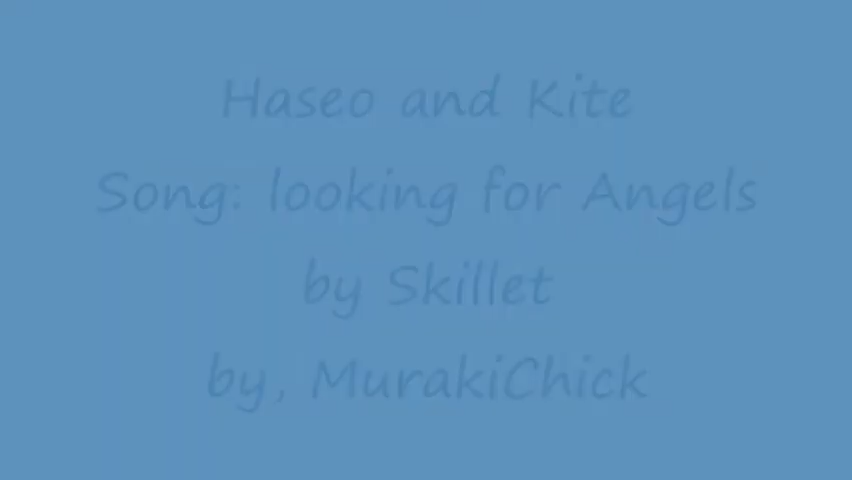 Haseo and Kite
Song: looking for Angels
by Skillet
by, MurakiChick